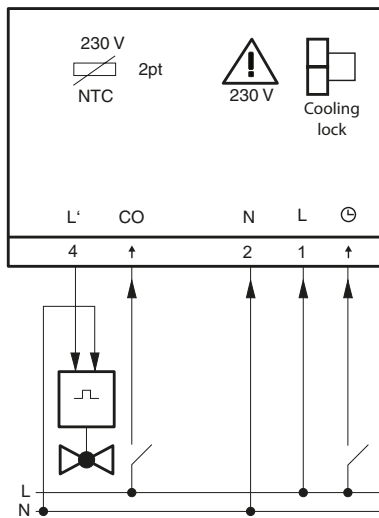 230 V
2pt
NTC
230 V
Cooling
lock
L' CO N L
4 2 1
L
N